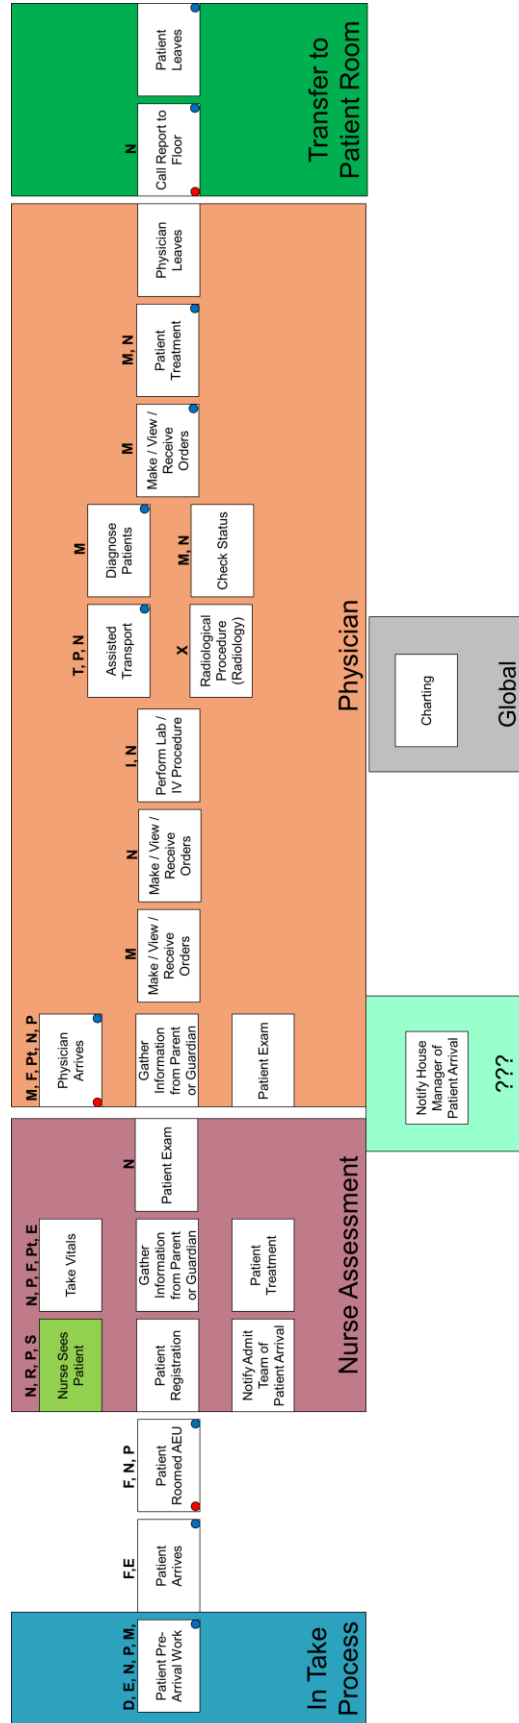 D, E, N, P, M,
Patient Pre-
Arrival Work
In Take
Process
F,E
Patient
Arrives
F, N, P
Patient
Roomed AEU
N, R, P, S
Nurse Sees
Patient
Patient
Registration
Notify Admit
Team of
Patient Arrival
N, P, F, Pt, E
Take Vitals
Gather
Information
from Parent
or Guardian
Patient
Treatment
N
Patient Exam
Nurse Assessment
M, F, Pt, N, P
Physician
Arrives
Gather
Information
from Parent
or Guardian
Patient Exam
M
Make / View /
Receive
Orders
N
Make / View /
Receive
Orders
I, N
Perform Lab /
IV Procedure
T, P, N
Assisted
Transport
X
Radiological
Procedure
(Radiology)
M
Diagnose
Patients
M, N
Check Status
M
Make / View /
Receive
Orders
M, N
Patient
Treatment
Physician
Leaves
Physician
N
Call Report to
Floor
Patient
Leaves
Transfer to
Patient Room
Notify House
Manager of
Patient Arrival
???
Charting
Global